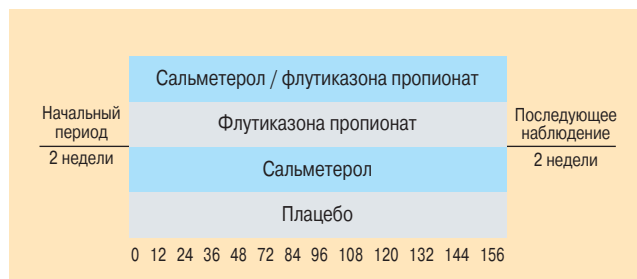 Сальметерол / флутиказона пропионат
Начальный
период
2 недели
Флутиказона пропионат
Последующее
наблюдение
2 недели
Сальметерол
Плацебо
0 12 24 36 48 72 84 96 108 120 132 144 156